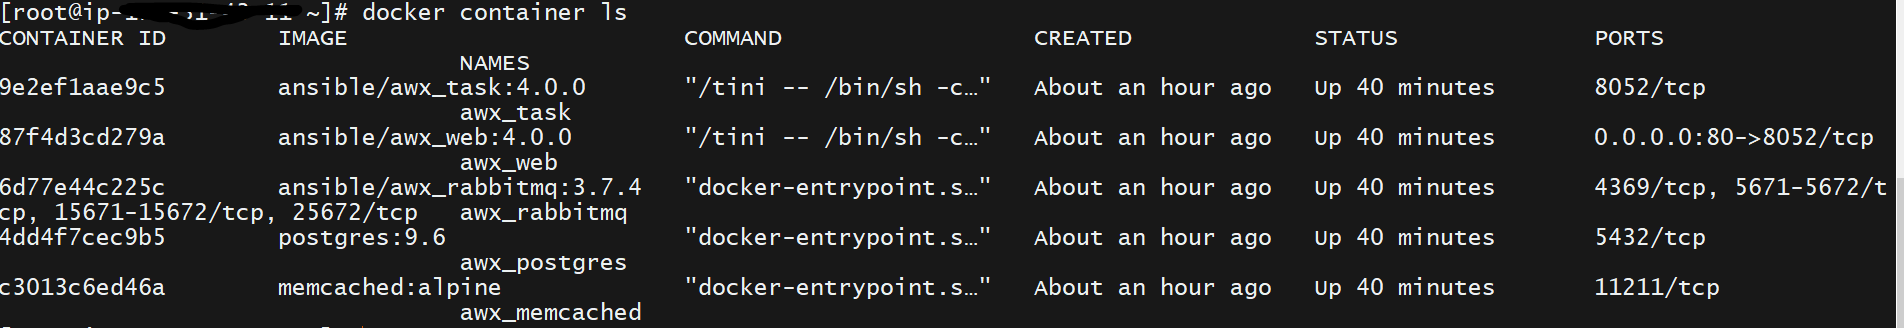 [root@ip- ~]# docker container ls
CONTAINER ID        IMAGE                        COMMAND                  CREATED             STATUS              PORTS
                                 NAMES
9e2ef1aae9c5        ansible/awx_task:4.0.0       "/tini -- /bin/sh -c…"   About an hour ago   Up 40 minutes       8052/tcp
                                 awx_task
87f4d3cd279a        ansible/awx_web:4.0.0        "/tini -- /bin/sh -c…"   About an hour ago   Up 40 minutes       0.0.0.0:80->8052/tcp
                                 awx_web
6d77e44c225c        ansible/awx_rabbitmq:3.7.4   "docker-entrypoint.s…"   About an hour ago   Up 40 minutes       4369/tcp, 5671-5672/t
cp, 15671-15672/tcp, 25672/tcp   awx_rabbitmq
4dd4f7cec9b5        postgres:9.6                 "docker-entrypoint.s…"   About an hour ago   Up 40 minutes       5432/tcp
                                 awx_postgres
c3013c6ed46a        memcached:alpine             "docker-entrypoint.s…"   About an hour ago   Up 40 minutes       11211/tcp
                                 awx_memcached